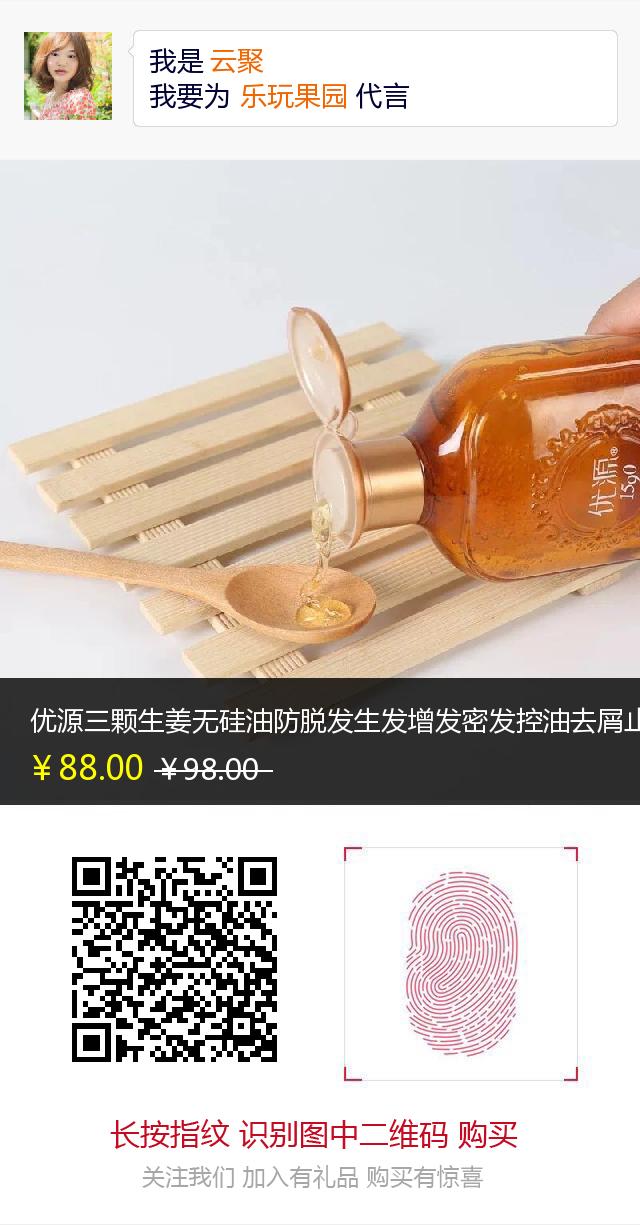 我是 云聚
我要为 乐玩果园 代言
优源®
1590
优源三颗生姜无硅油防脱发生发增发密发控油去屑止
￥88.00 ￥98.00
长按指纹 识别图中二维码 购买
关注我们 加入有礼品 购买有惊喜